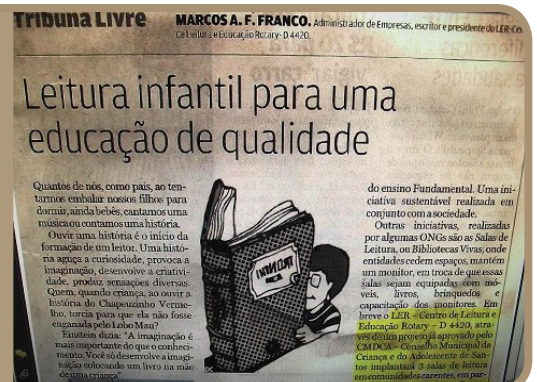 Tribuna Livre
MARCOS A. F. FRANCO. Administrador de Empresas, escritor e presidente do LER-Cen
de Leitura e Educação Rotary-D 4420.
Leitura infantil para uma
educação de qualidade
Quantos de nós, como pais, ao ten-
tarmos embalar nossos filhos para
dormir, ainda bebês, cantamos uma
música ou contamos uma história.
Ouvir uma história é o início da
formação de um leitor. Uma histó-
ria aguça a curiosidade, provoca a
imaginação, desenvolve a criativi-
dade, produz sensações diversas.
Quem, quando criança, ao ouvir a
história do Chapeuzinho Verme-
lho, torcia para que ela não fosse
enganada pelo Lobo Mau?
Einstein dizia: "A imaginação é
mais importante do que o conheci-
mento. Você só desenvolve a imagi-
nação colocando um livro na mão
de uma criança"
do ensino Fundamental. Uma ini-
ciativa sustentável realizada em
conjunto com a sociedade.
Outras iniciativas, realizadas
por algumas ONGs são as Salas de
Leitura, ou Bibliotecas Vivas, onde
entidades cedem espaços, mantém
um monitor, em troca de que essas
salas sejam equipadas com mó-
veis, livros, brinquedos e
capacitação dos monitores. Em
breve o LER - Centro de Leitura e
Educação Rotary - D 4420, atra-
vés de um projeto já aprovado pelo
CMDCA - Conselho Municipal da
Criança e do Adolescente de San-
tos implantará 3 salas de leitura
em comunidades carentes, em par-